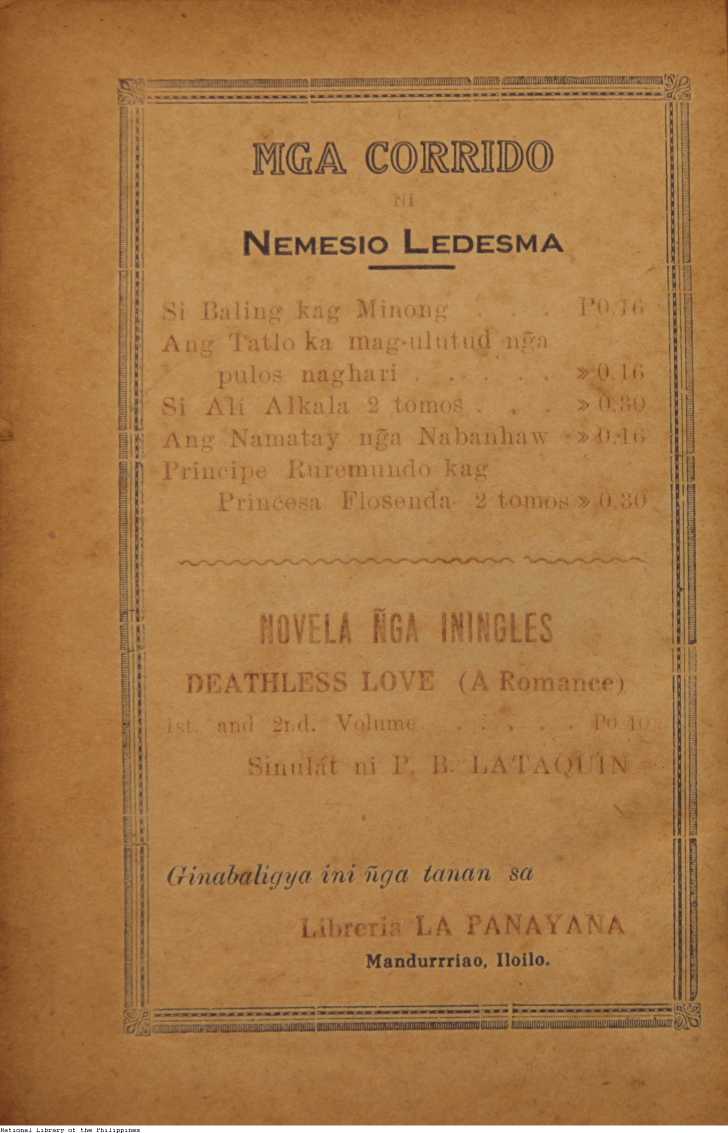 MGA CORRIDO
NI
NEMESIO LEDESMA
Si Baling kag Minong . . . P0.16
Ang Tatlo ka mag-ulutud ng̃a
pulos naghari . . . . . » 0.16
Si Alí Alkala 2 tomos . . . » 0.30
Ang Namatay ng̃a Nabanhaw - » 0.16
Principe Ruremundo kag
Princesa Flosenda 2 tomos » 0.30
NOVELA ÑGA ININGLES
DEATHLESS LOVE (A Romance)
1st. and 2nd. Volume . . . . . . P0 40
Sinulát ni P. B. LATAQUIN
Ginabaligya ini ñga tanan sa
Libreria LA PANAYANA
Mandurrriao, Iloilo.
National Library of the Philippines